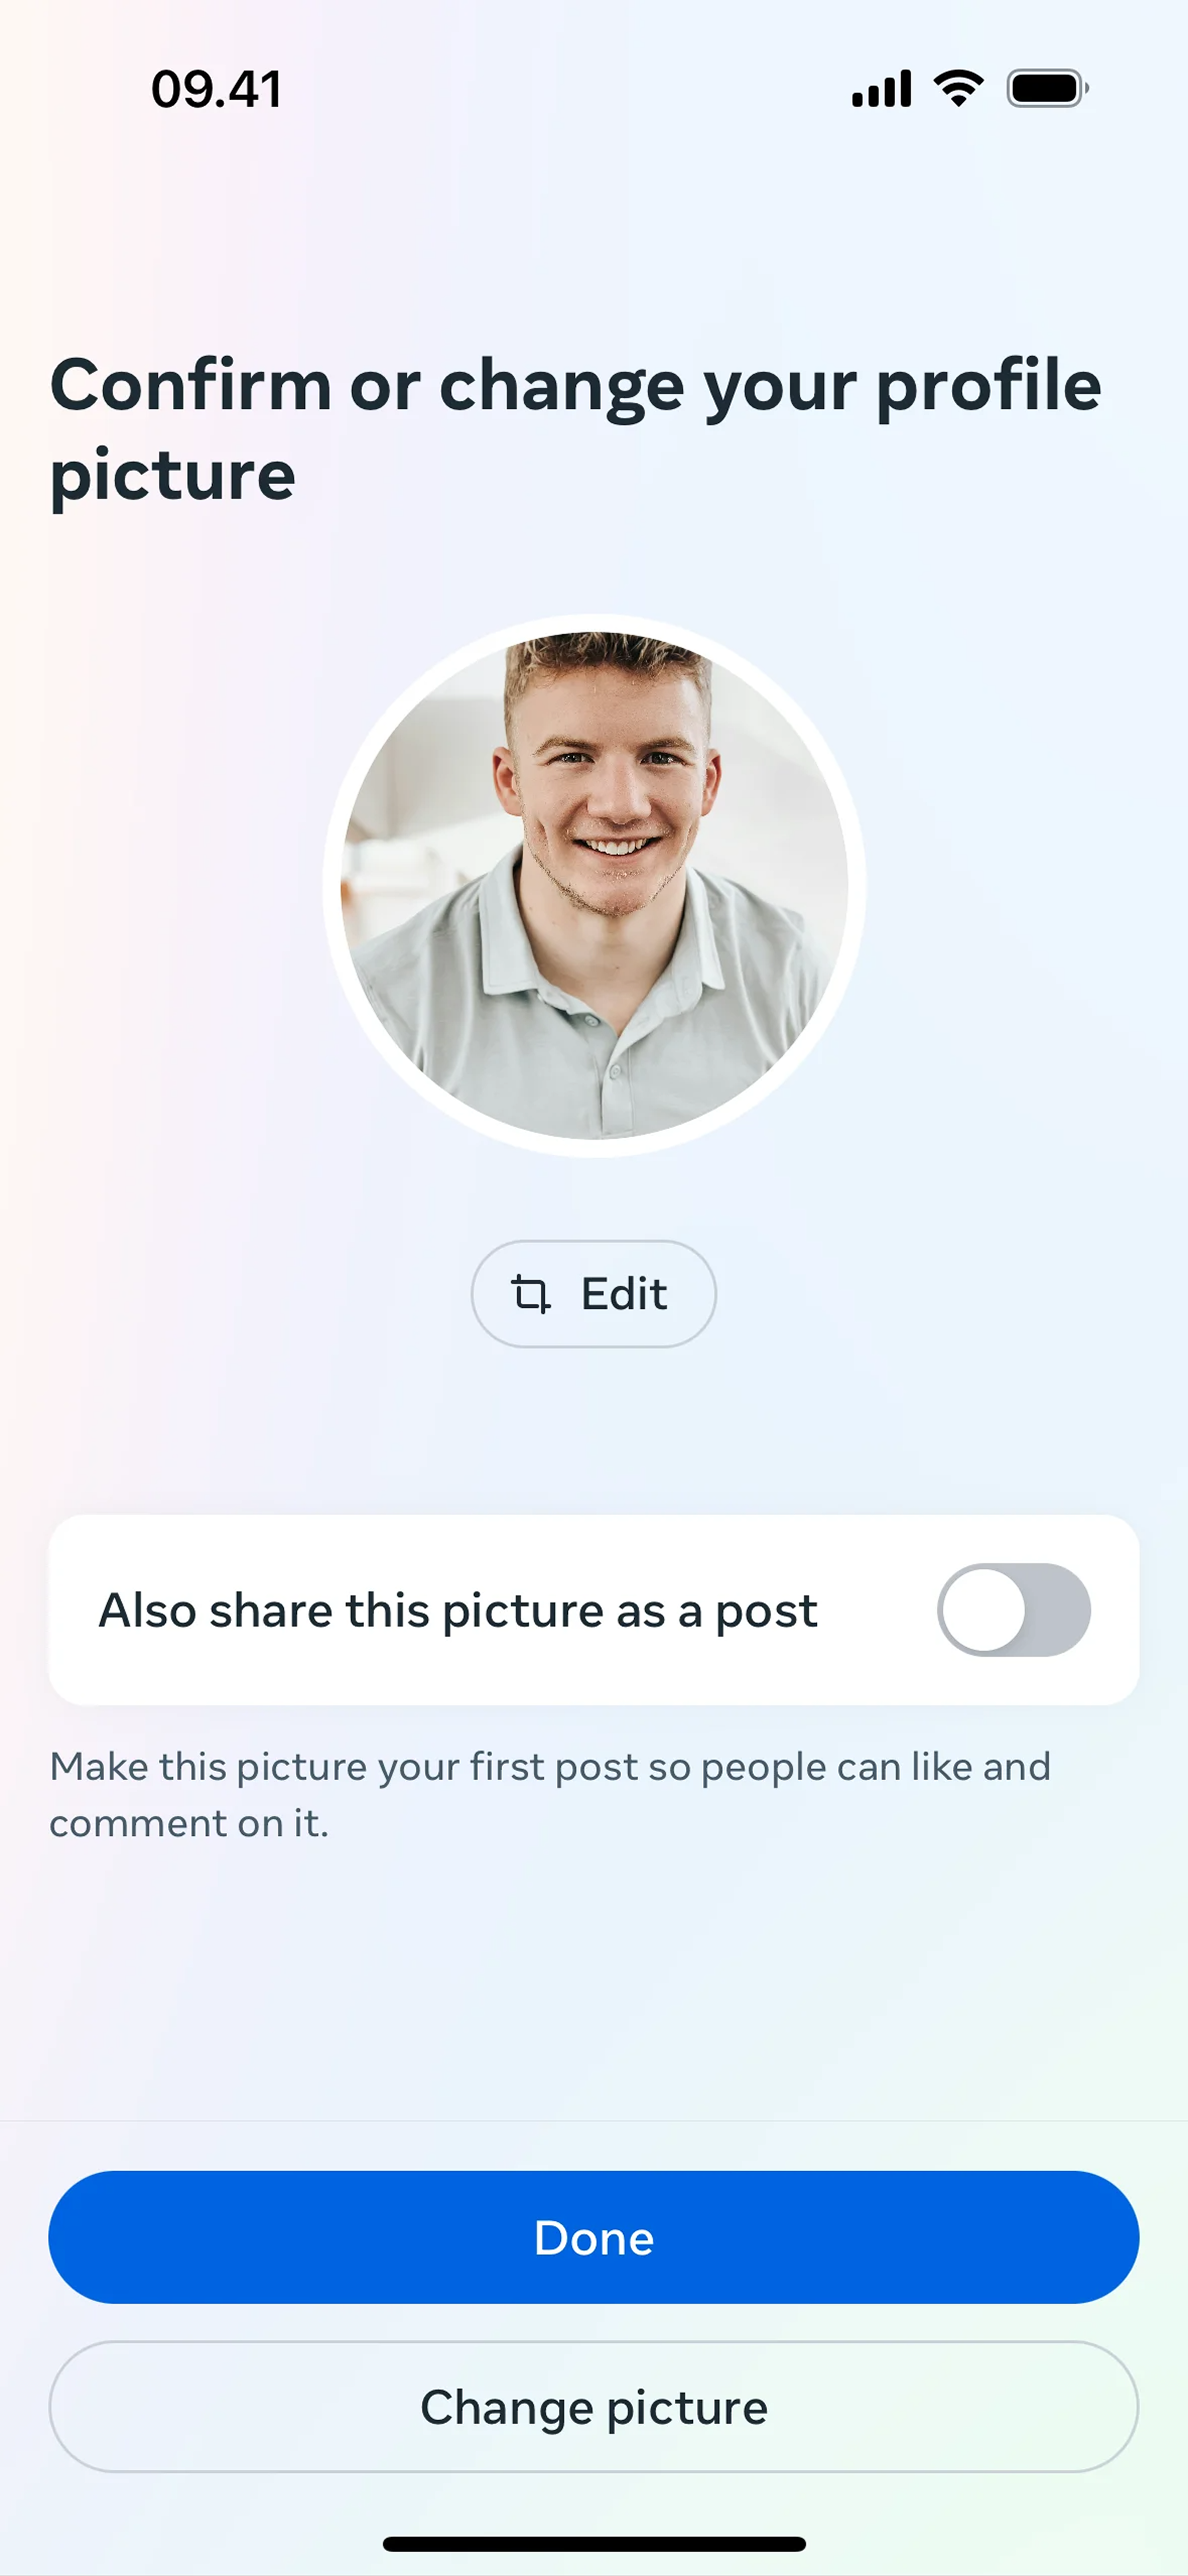 09.41
Confirm or change your profile
picture
Edit
Also share this picture as a post
Make this picture your first post so people can like and
comment on it.
Done
Change picture